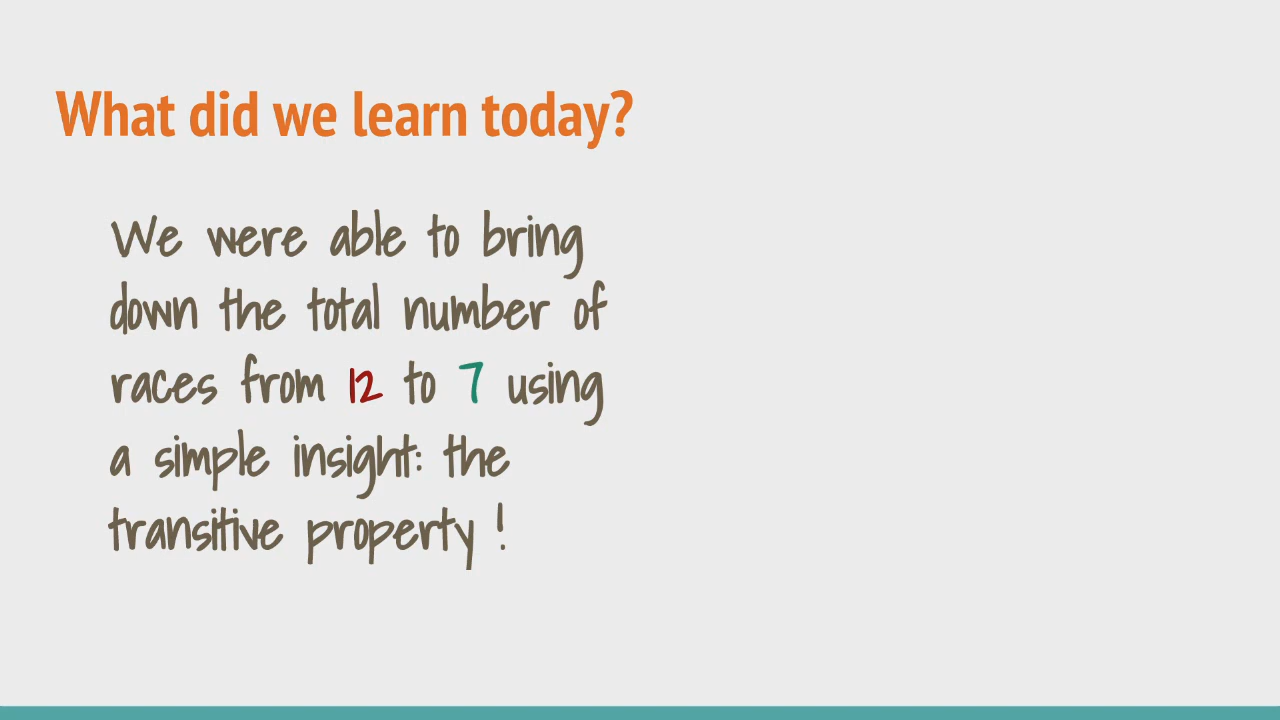 What did we learn today?
We were able to bring
down the total number of
races from 12 to 7 using
a simple insight: the
transitive property !